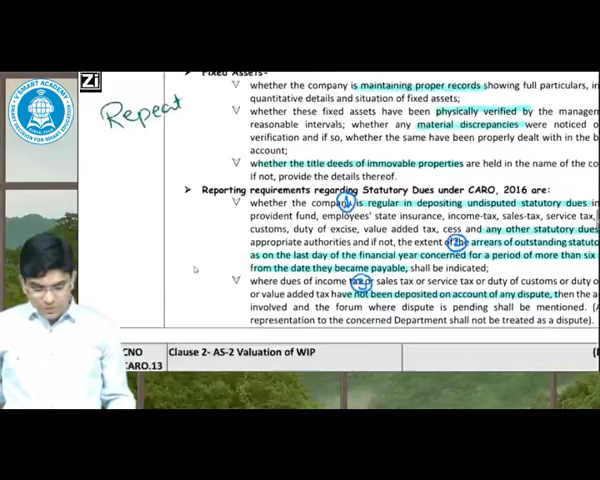 V'SMART ACADEMY
SMART DECISION FOR SMART EDUCATION
Zi
Repeat
Fixed Assets-
whether the company is maintaining proper records showing full particulars, in
quantitative details and situation of fixed assets;
whether these fixed assets have been physically verified by the managem
reasonable intervals; whether any material discrepancies were noticed o
verification and if so, whether the same have been properly dealt with in the b
account;
whether the title deeds of immovable properties are held in the name of the co
If not, provide the details thereof.
Reporting requirements regarding Statutory Dues under CARO, 2016 are:
1
whether the company is regular in depositing undisputed statutory dues in
provident fund, employees' state insurance, income-tax, sales-tax, service tax,
customs, duty of excise, value added tax, cess and any other statutory dues
2
appropriate authorities and if not, the extent of the arrears of outstanding statuto
as on the last day of the financial year concerned for a period of more than six
from the date they became payable, shall be indicated;
3
where dues of income tax or sales tax or service tax or duty of customs or duty o
or value added tax have not been deposited on account of any dispute, then the a
involved and the forum where dispute is pending shall be mentioned. (A
representation to the concerned Department shall not be treated as a dispute).
CNO
CARO.13
Clause 2- AS-2 Valuation of WIP